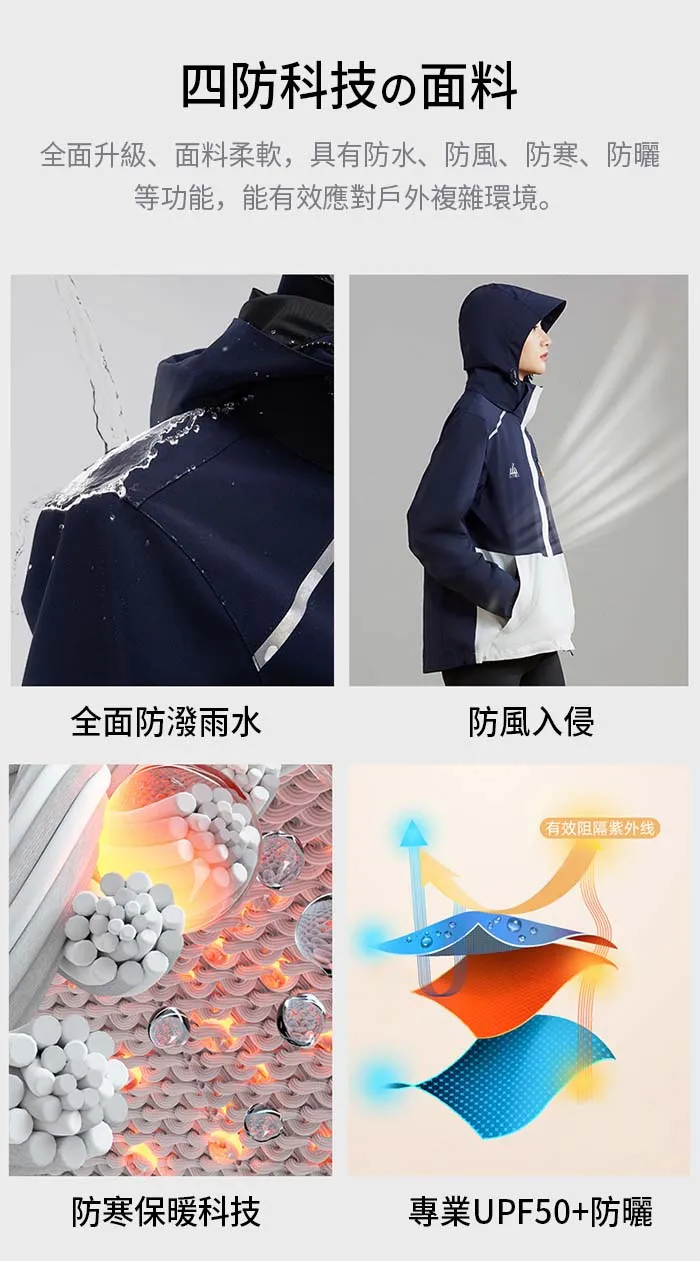 四防科技の面料
全面升級、面料柔軟，具有防水、防風、防寒、防曬
等功能，能有效應對戶外複雜環境。
全面防潑雨水
防風入侵
有效阻隔紫外线
防寒保暖科技
專業UPF50+防曬